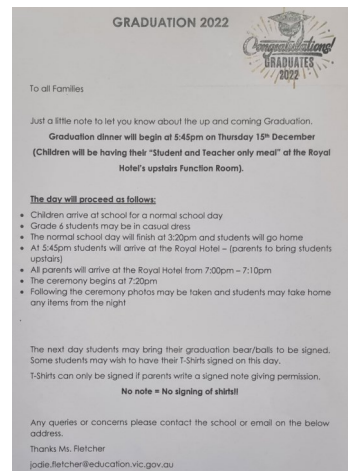 GRADUATION 2022
Congratulations!
GRADUATES
2022
To all Families
Just a little note to let you know about the up and coming Graduation.
Graduation dinner will begin at 5:45pm on Thursday 15th December
(Children will be having their "Student and Teacher only meal" at the Royal
Hotel's upstairs Function Room).
The day will proceed as follows:
• Children arrive at school for a normal school day
• Grade 6 students may be in casual dress
• The normal school day will finish at 3:20pm and students will go home
• At 5:45pm students will arrive at the Royal Hotel – (parents to bring students
upstairs)
• All parents will arrive at the Royal Hotel from 7:00pm – 7:10pm
• The ceremony begins at 7:20pm
• Following the ceremony photos may be taken and students may take home
any items from the night
.
The next day students may bring their graduation bear/balls to be signed.
Some students may wish to have their T-Shirts signed on this day.
T-Shirts can only be signed if parents write a signed note giving permission.
No note = No signing of shirts!!
Any queries or concerns please contact the school or email on the below
address.
Thanks Ms. Fletcher
jodie.fletcher@education.vic.gov.au